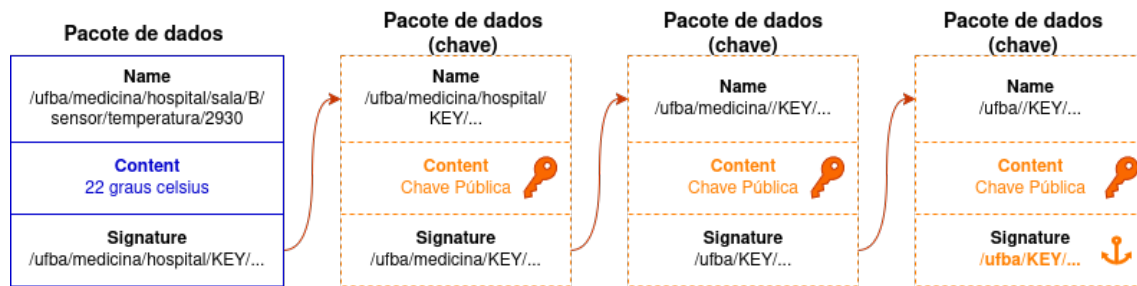 Pacote de dados
Name
/ufba/medicina/hospital/sala/B/
sensor/temperatura/2930
Content
22 graus celsius
Signature
/ufba/medicina/hospital/KEY/...
Pacote de dados
(chave)
Name
/ufba/medicina/hospital/
KEY/...
Content
Chave Pública
Signature
/ufba/medicina/KEY/...
Pacote de dados
(chave)
Name
/ufba/medicina//KEY/...
Content
Chave Pública
Signature
/ufba/KEY/...
Pacote de dados
(chave)
Name
/ufba//KEY/...
Content
Chave Pública
Signature
/ufba/KEY/...